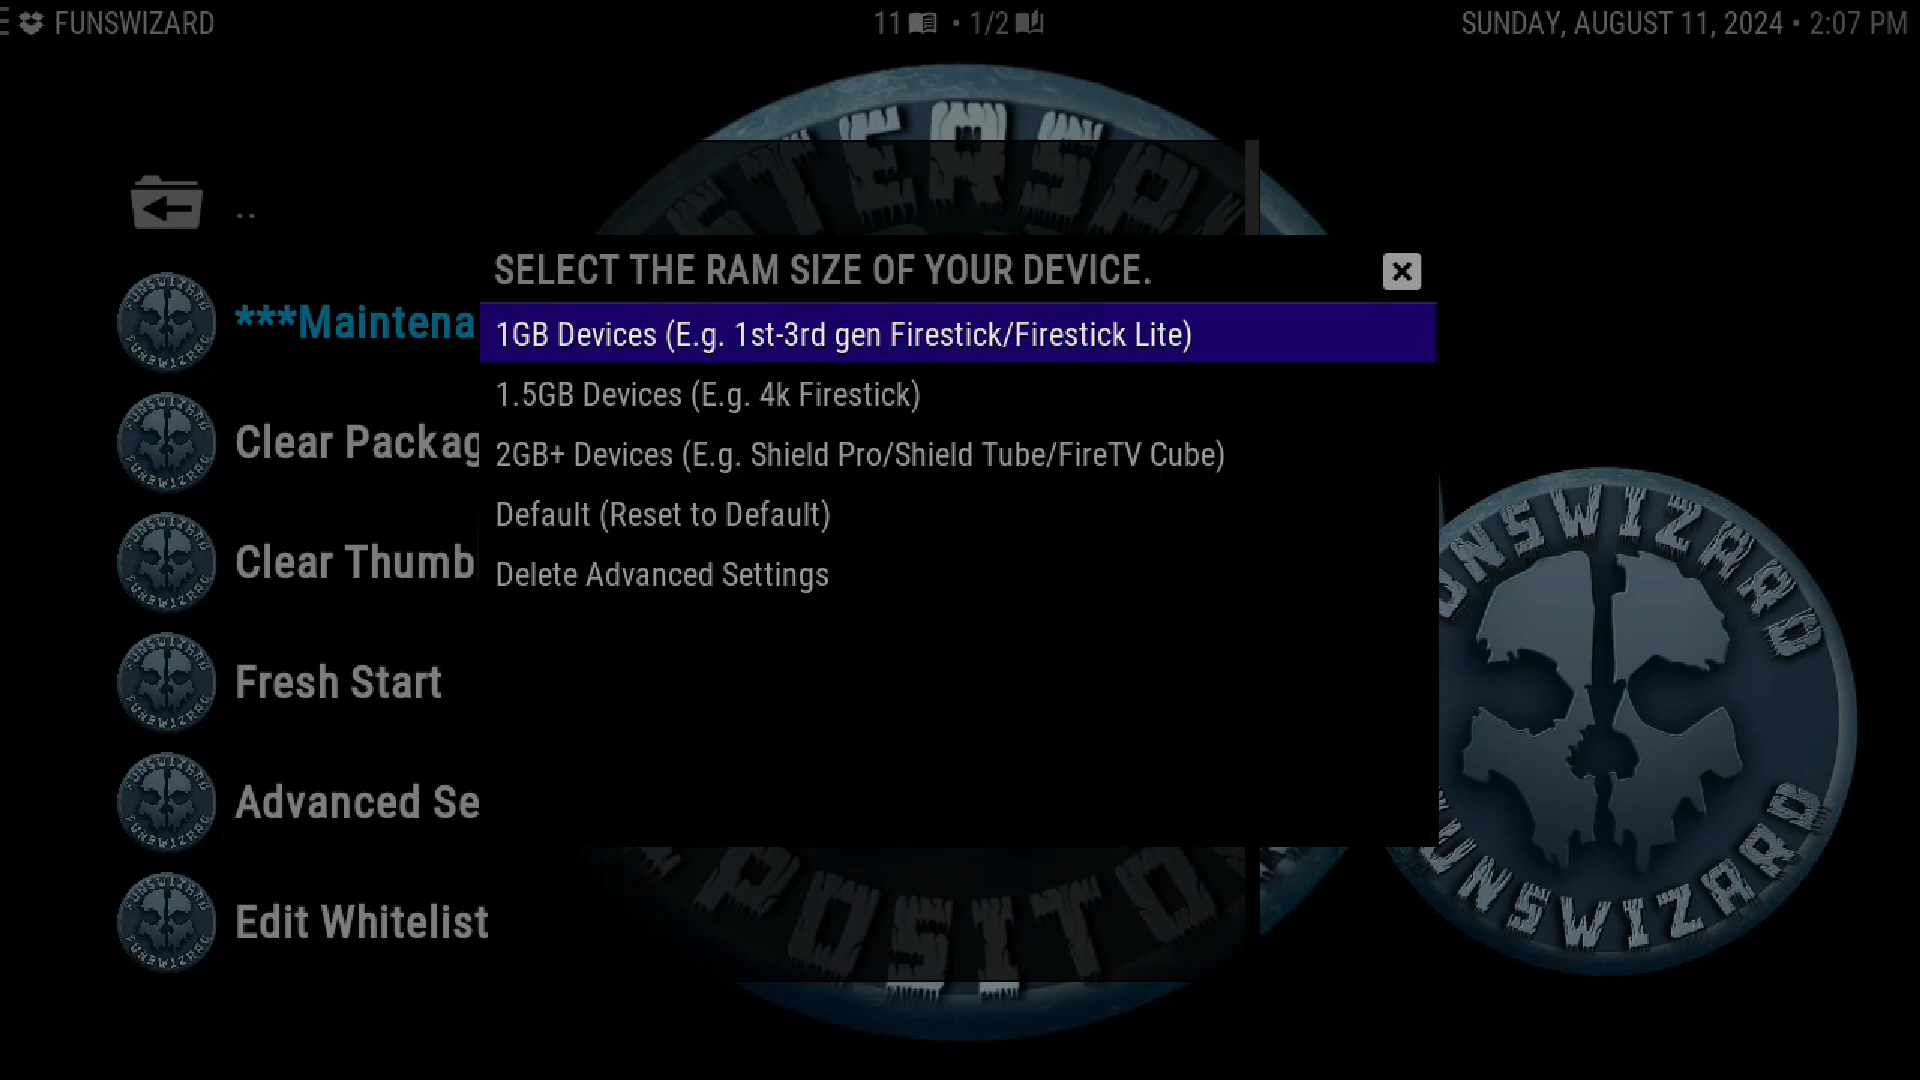 FUNSWIZARD
11 • 1/2
SUNDAY, AUGUST 11, 2024 • 2:07 PM
..
***Maintena
Clear Packag
Clear Thumb
Fresh Start
Advanced Se
Edit Whitelist
SELECT THE RAM SIZE OF YOUR DEVICE.
1GB Devices (E.g. 1st-3rd gen Firestick/Firestick Lite)
1.5GB Devices (E.g. 4k Firestick)
2GB+ Devices (E.g. Shield Pro/Shield Tube/FireTV Cube)
Default (Reset to Default)
Delete Advanced Settings
FUNSWIZARD
FUNSWIZARD